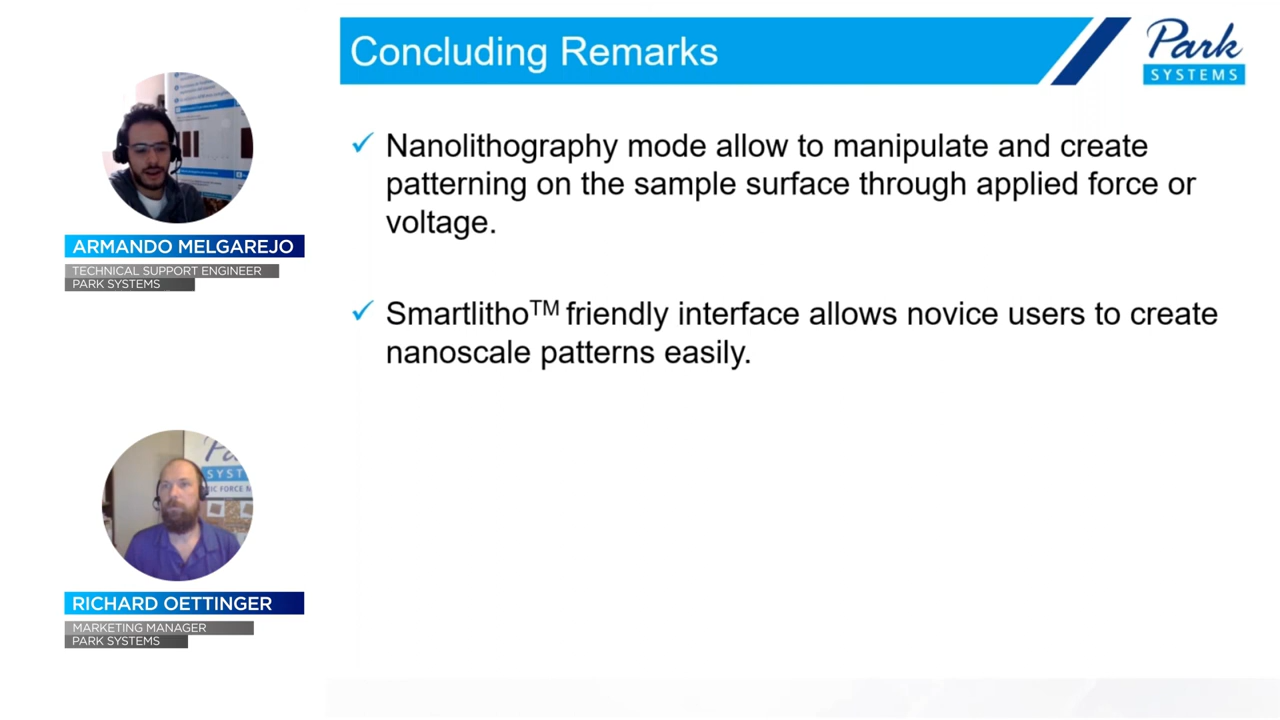 Concluding Remarks
Park
SYSTEMS
Nanolithography mode allow to manipulate and create
patterning on the sample surface through applied force or
voltage.
Smartlitho™ friendly interface allows novice users to create
nanoscale patterns easily.
ARMANDO MELGAREJO
TECHNICAL SUPPORT ENGINEER
PARK SYSTEMS
RICHARD OETTINGER
MARKETING MANAGER
PARK SYSTEMS